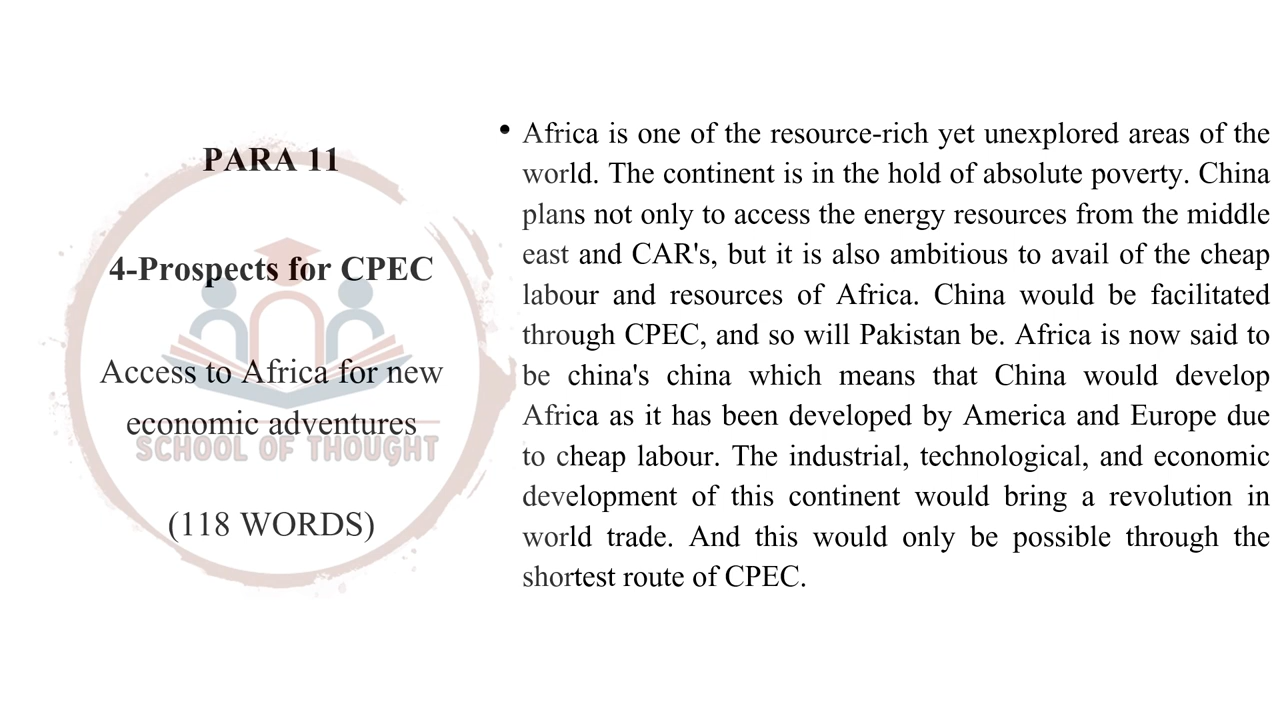 PARA 11
4-Prospects for CPEC
Access to Africa for new
economic adventures
SCHOOL OF THOUGHT
(118 WORDS)
• Africa is one of the resource-rich yet unexplored areas of the
world. The continent is in the hold of absolute poverty. China
plans not only to access the energy resources from the middle
east and CAR's, but it is also ambitious to avail of the cheap
labour and resources of Africa. China would be facilitated
through CPEC, and so will Pakistan be. Africa is now said to
be china's china which means that China would develop
Africa as it has been developed by America and Europe due
to cheap labour. The industrial, technological, and economic
development of this continent would bring a revolution in
world trade. And this would only be possible through the
shortest route of CPEC.